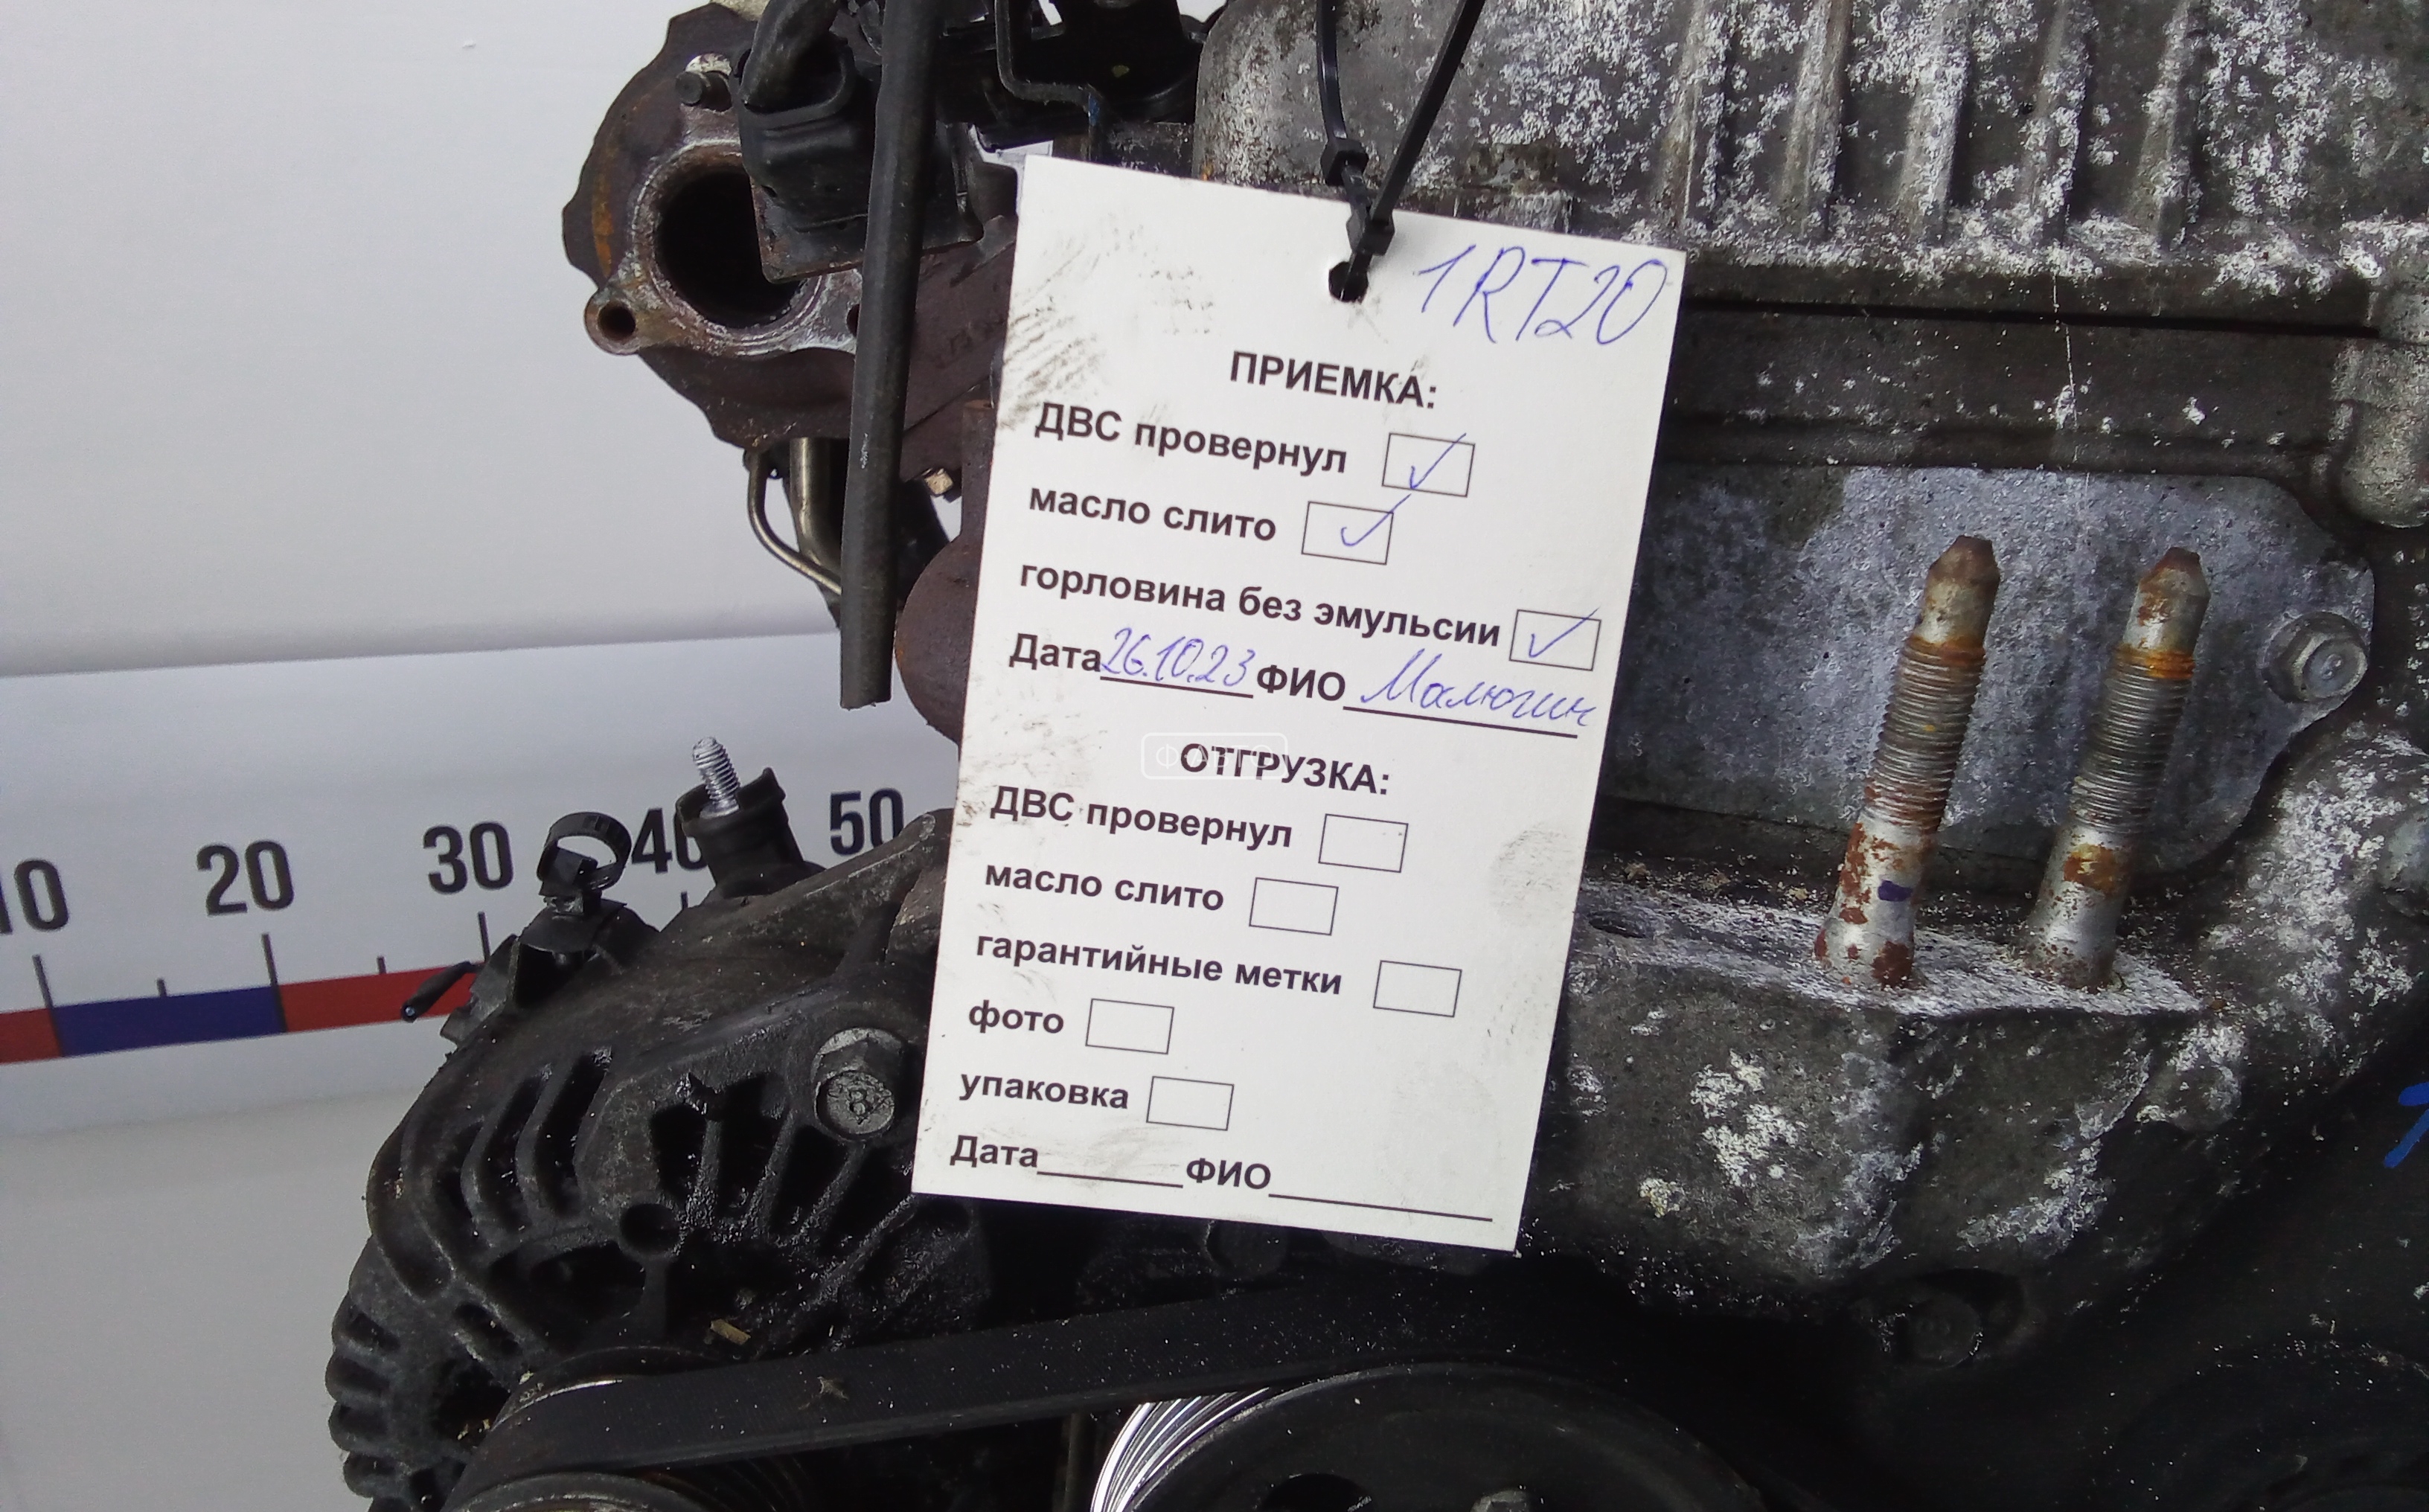 1RT20
ПРИЕМКА:
ДВС провернул
масло слито
горловина без эмульсии
Дата 26.10.23 ФИО Малюгин
ОТГРУЗКА:
ДВС провернул
масло слито
гарантийные метки
фото
упаковка
Дата ФИО
10 20 30 40 50
8